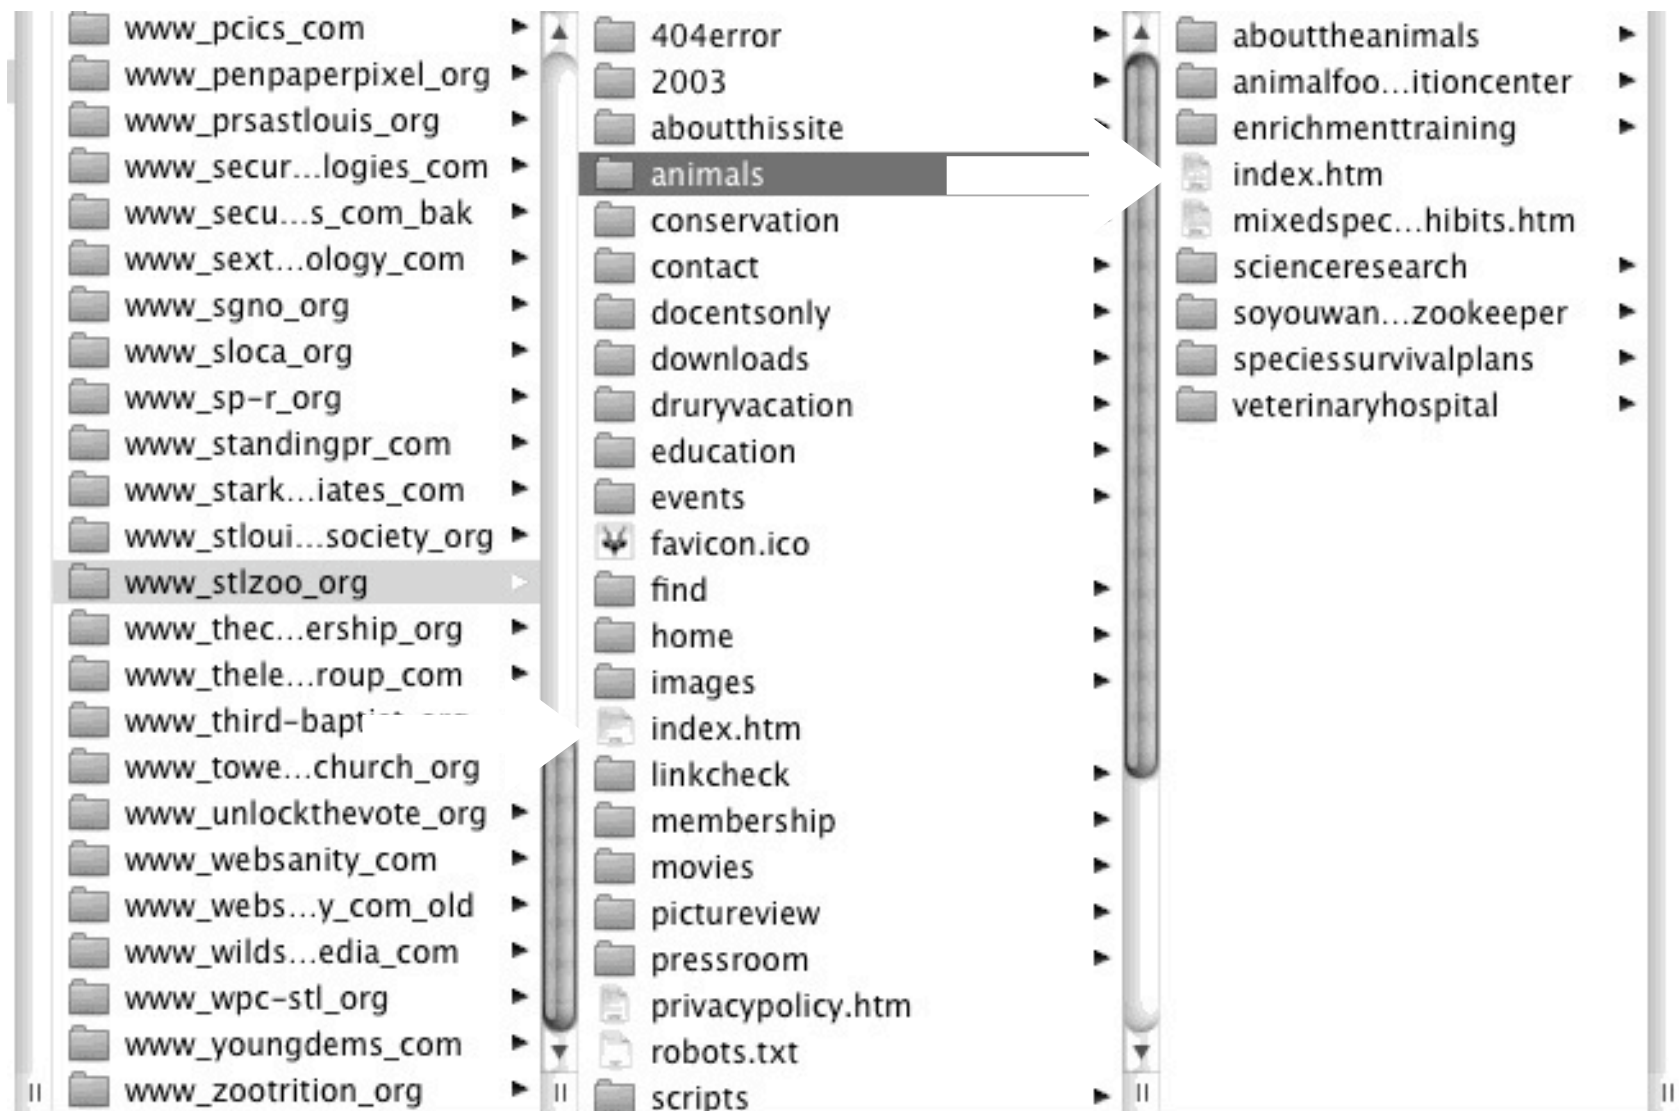 www_pcics_com
www_penpaperpixel_org
www_prsastlouis_org
www_secur...logies_com
www_secu...s_com_bak
www_sext...ology_com
www_sgno_org
www_sloca_org
www_sp-r_org
www_standingpr_com
www_stark...iates_com
www_stloui...society_org
www_stlzoo_org
www_thec...ership_org
www_thele...roup_com
www_towe...church_org
www_unlockthevote_org
www_websanity_com
www_webs...y_com_old
www_wilds...edia_com
www_wpc-stl_org
www_youngdems_com
www_zootrition_org
404error
2003
aboutthissite
animals
conservation
contact
docentsonly
downloads
druryvacation
education
events
favicon.ico
find
home
images
index.htm
linkcheck
membership
movies
pictureview
pressroom
privacypolicy.htm
robots.txt
scripts
abouttheanimals
animalfoo...itioncenter
enrichmenttraining
index.htm
mixedspec...hibits.htm
scienceresearch
soyouwan...zookeeper
speciessurvivalplans
veterinaryhospital